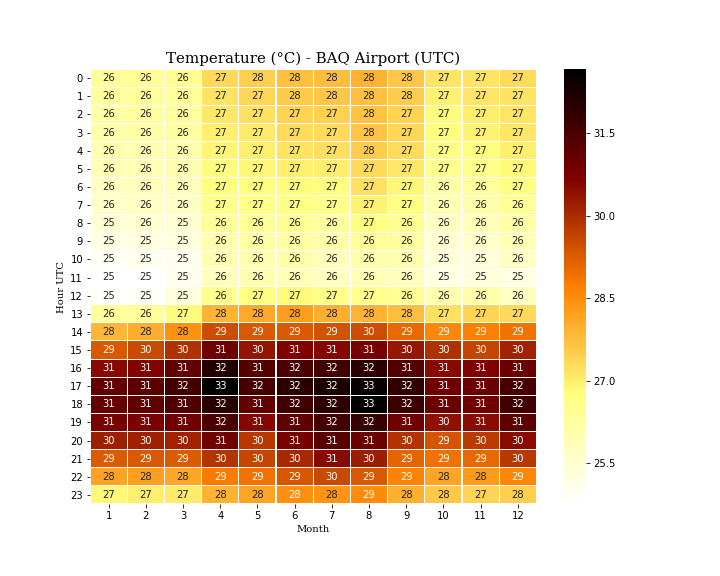 Temperature (°C) - BAQ Airport (UTC)
0 26 26 26 27 28 28 28 28 28 27 27 27
1 26 26 26 27 27 28 28 28 28 27 27 27
2 26 26 26 27 27 27 27 28 27 27 27 27
3 26 26 26 27 27 27 27 28 27 27 27 27
4 26 26 26 27 27 27 27 28 27 27 27 27
5 26 26 26 27 27 27 27 27 27 27 27 27
6 26 26 26 27 27 27 27 27 27 26 26 27
7 26 26 26 27 27 27 27 27 27 26 26 26
8 25 26 25 26 26 26 26 27 26 26 26 26
9 25 25 25 26 26 26 26 26 26 26 26 26
10 25 25 25 26 26 26 26 26 26 25 25 26
11 25 25 25 26 26 26 26 26 26 25 25 25
12 25 25 25 26 27 27 27 27 26 26 26 26
13 26 26 27 28 28 28 28 28 28 27 27 27
14 28 28 28 29 29 29 29 30 29 29 29 29
15 29 30 30 31 30 31 31 31 30 30 30 30
16 31 31 31 32 31 32 32 32 31 31 31 31
17 31 31 32 33 32 32 32 33 32 31 31 32
18 31 31 31 32 31 32 32 33 32 31 31 32
19 31 31 31 32 31 31 32 32 31 30 31 31
20 30 30 30 31 30 31 31 31 30 29 30 30
21 29 29 29 30 30 30 31 30 29 29 29 30
22 28 28 28 29 29 29 30 29 29 28 28 29
23 27 27 27 28 28 28 28 29 28 28 27 28
1 2 3 4 5 6 7 8 9 10 11 12
Month
Hour UTC
31.5
30.0
28.5
27.0
25.5